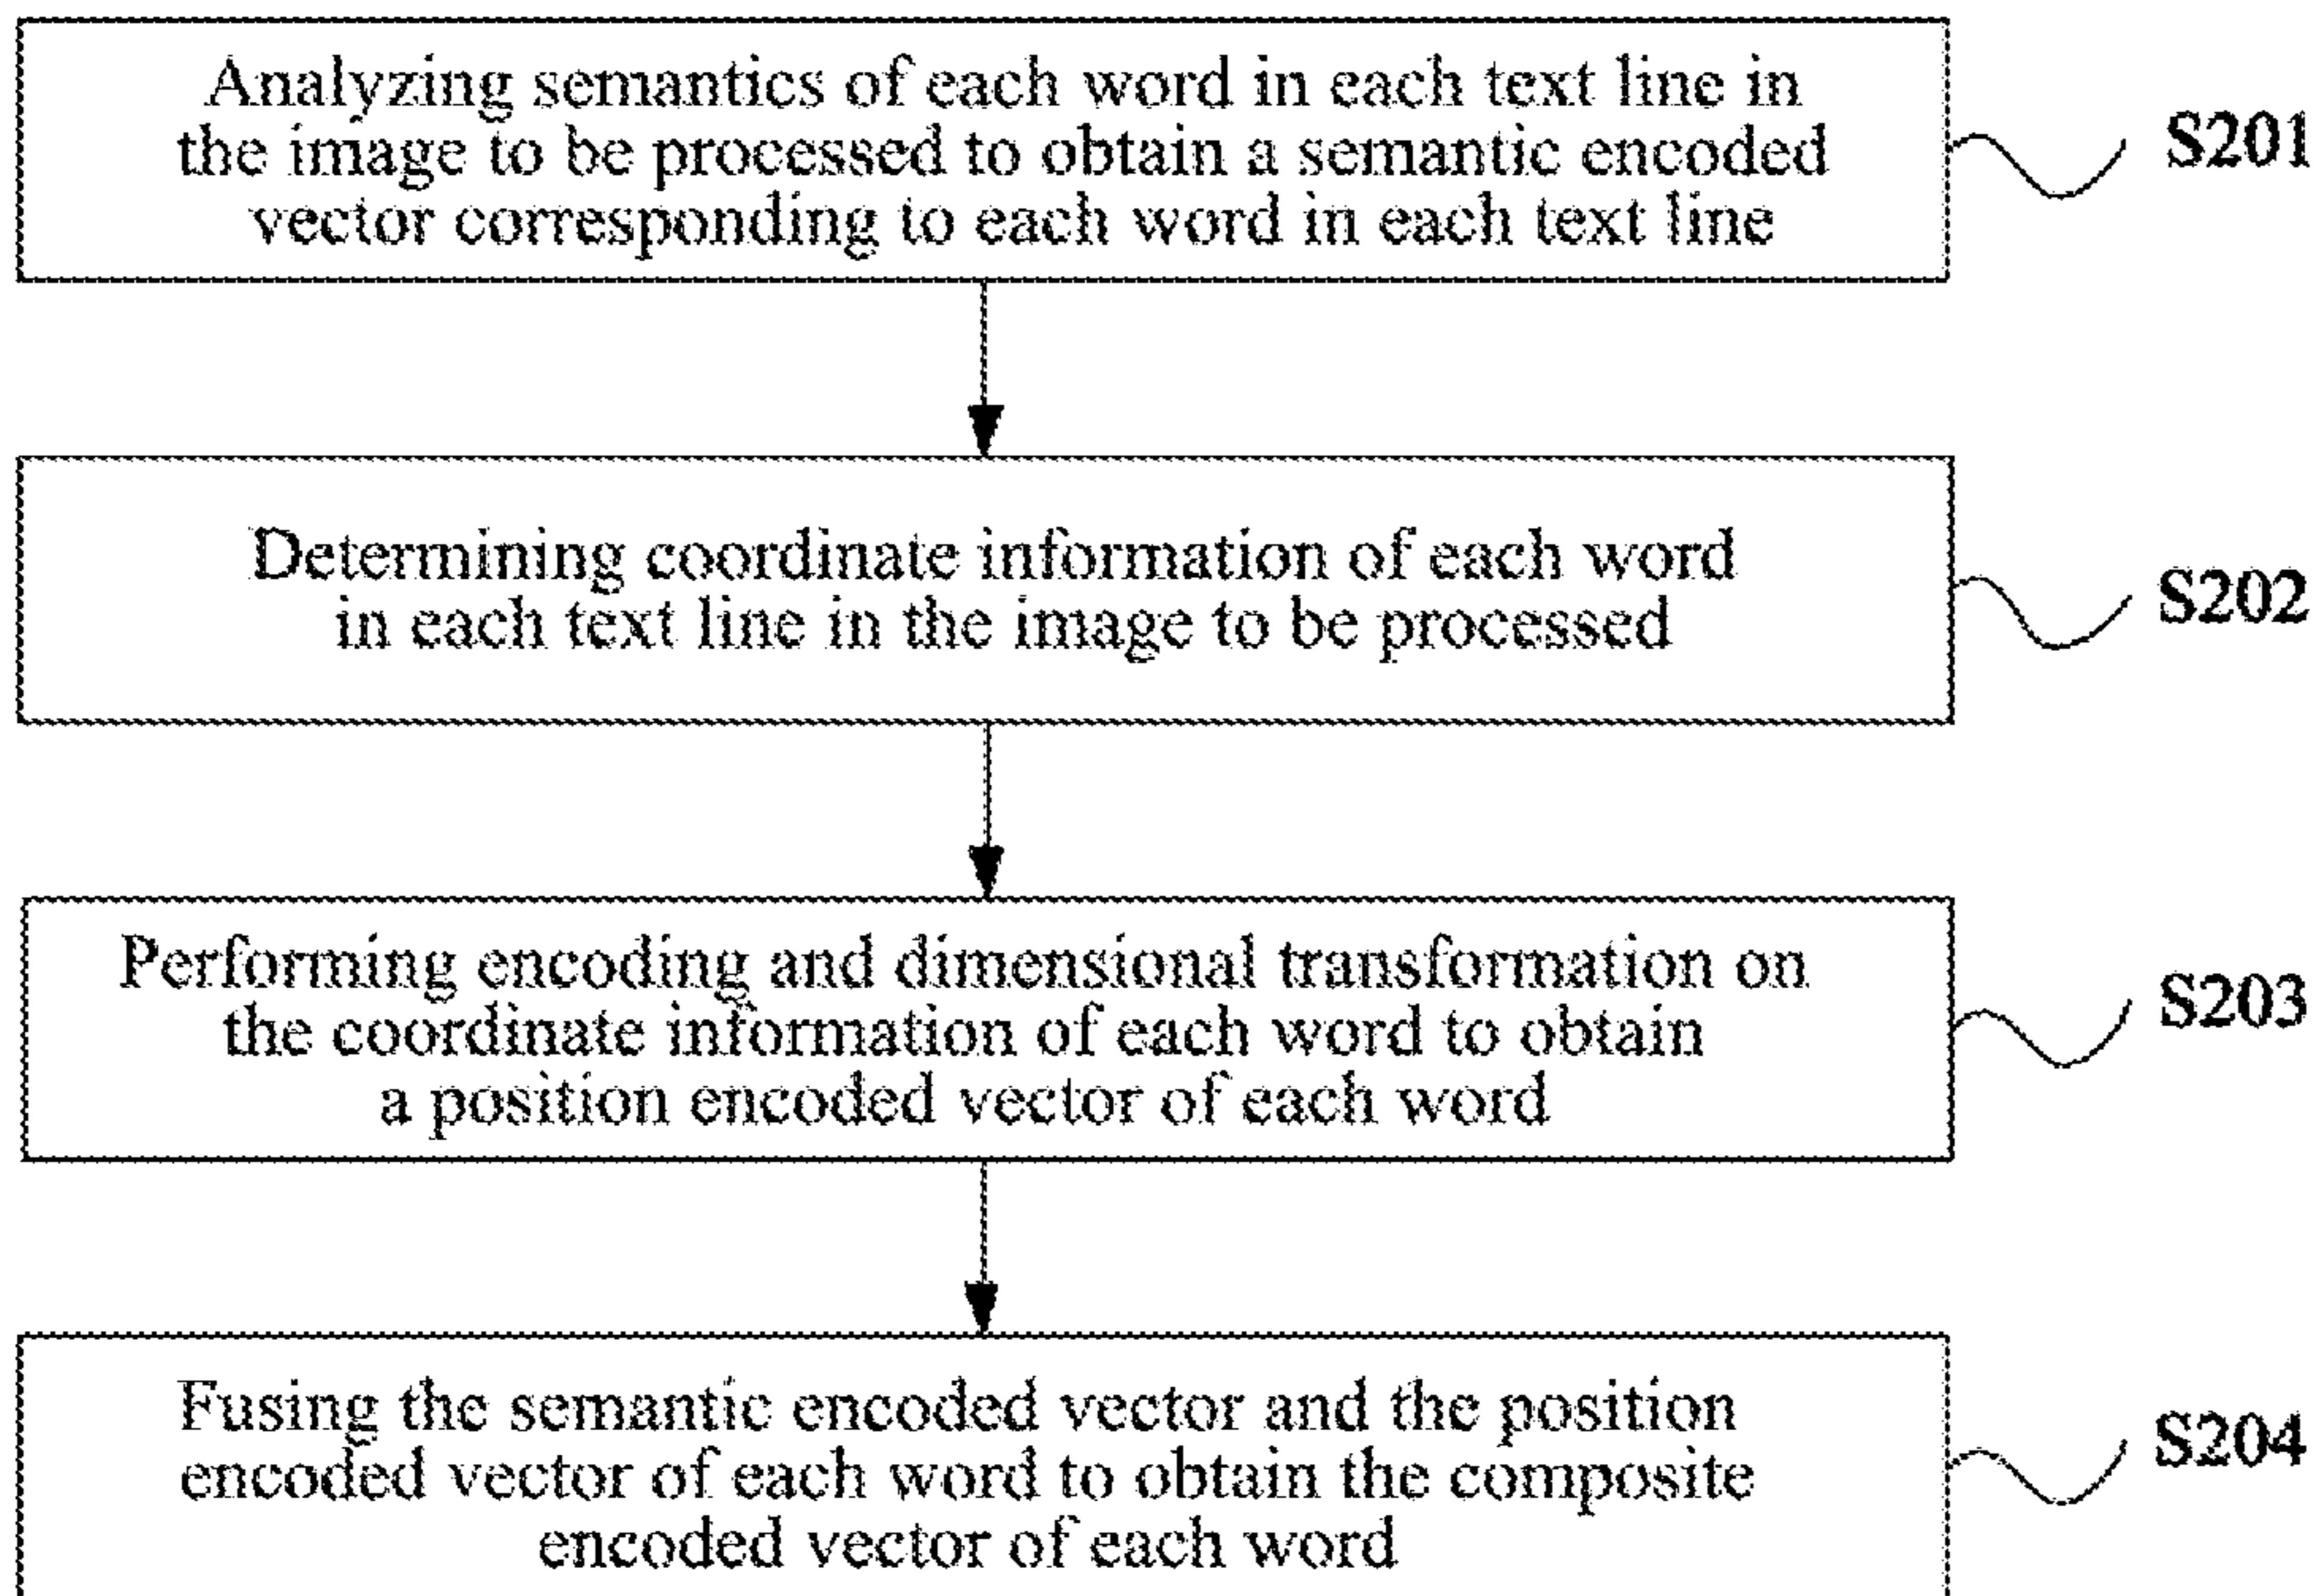 Analyzing semantics of each word in each text line in
the image to be processed to obtain a semantic encoded
vector corresponding to each word in each text line
S201
Determining coordinate information of each word
in each text line in the image to be processed
S202
Performing encoding and dimensional transformation on
the coordinate information of each word to obtain
a position encoded vector of each word
S203
Fusing the semantic encoded vector and the position
encoded vector of each word to obtain the composite
encoded vector of each word
S204